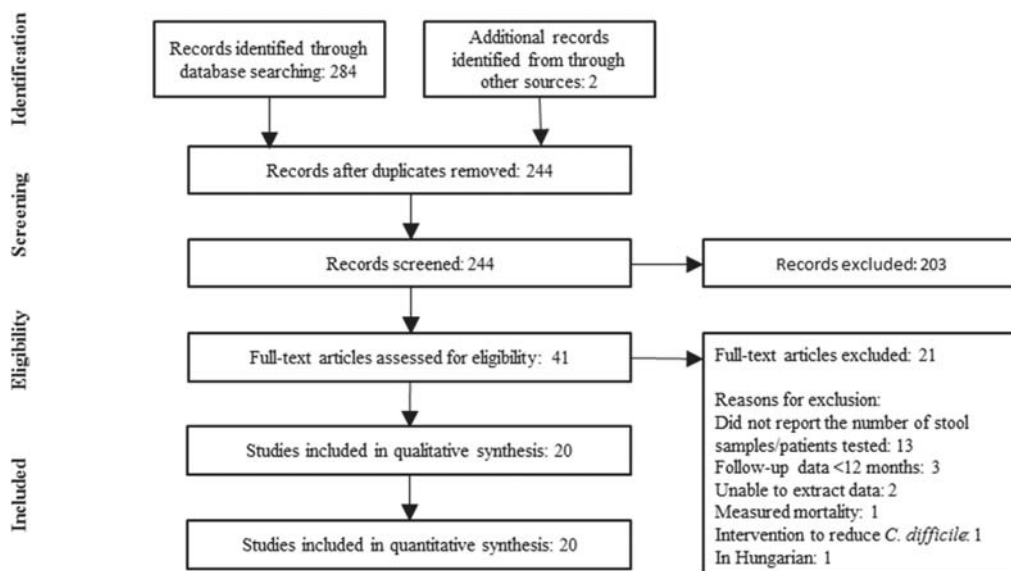 Identification
Records identified through
database searching: 284
Additional records
identified from through
other sources: 2
Records after duplicates removed: 244
Screening
Records screened: 244
Records excluded: 203
Eligibility
Full-text articles assessed for eligibility: 41
Full-text articles excluded: 21
Reasons for exclusion:
Did not report the number of stool
samples/patients tested: 13
Follow-up data <12 months: 3
Unable to extract data: 2
Measured mortality: 1
Intervention to reduce C. difficile: 1
In Hungarian: 1
Included
Studies included in qualitative synthesis: 20
Studies included in quantitative synthesis: 20